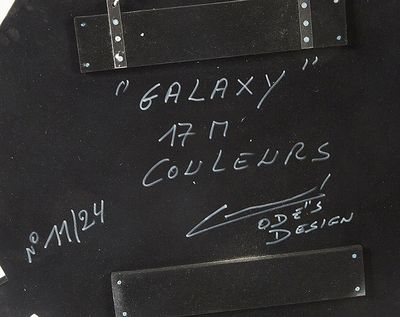 "GALAXY"
17 M
COULEURS
N° 11/24
ODE'S
DESIGN